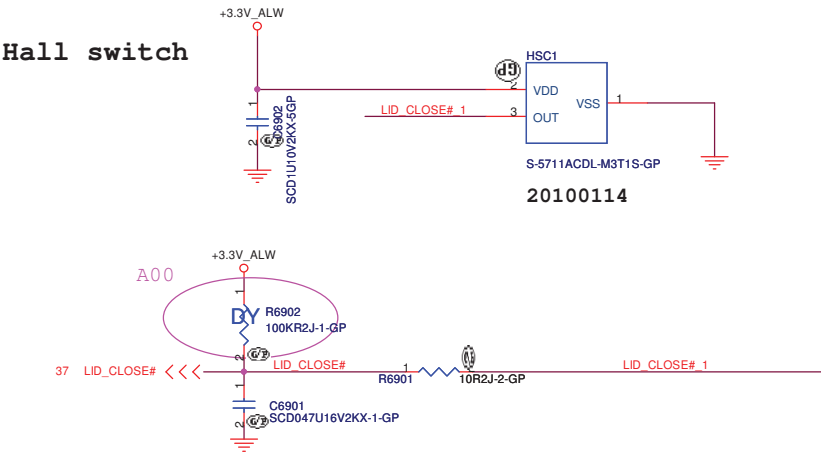 +3.3V_ALW
Hall switch
HSC1
GP
2 VDD
VSS 1
LID_CLOSE#_1 3 OUT
1
2 G/P
C6902
SCD1U10V2KX-5GP
S-5711ACDL-M3T1S-GP
20100114
+3.3V_ALW
A00
1
DY R6902
100KR2J-1-GP
2 G/P
37 LID_CLOSE# LID_CLOSE# 1 2 LID_CLOSE#_1
R6901 10R2J-2-GP
1
C6901
2 G/P SCD047U16V2KX-1-GP